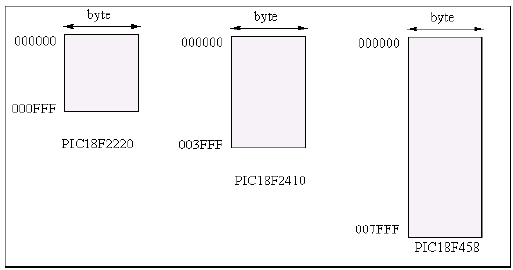 byte
000000
000FFF
PIC18F2220
byte
000000
003FFF
PIC18F2410
byte
000000
007FFF
PIC18F458